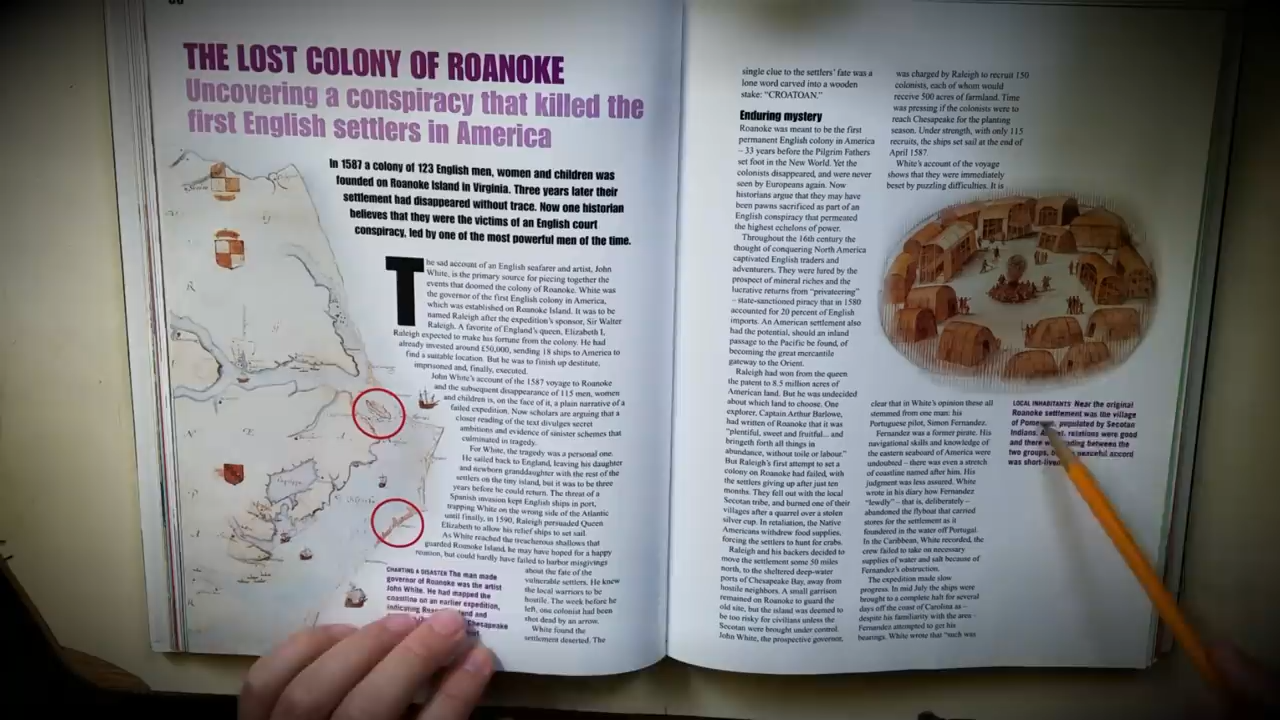 THE LOST COLONY OF ROANOKE
Uncovering a conspiracy that killed the
first English settlers in America
In 1587 a colony of 123 English men, women and children was
founded on Roanoke Island in Virginia. Three years later their
settlement had disappeared without trace. Now one historian
believes that they were the victims of an English court
conspiracy, led by one of the most powerful men of the time.
The sad account of an English seafarer and artist, John
White, is the primary source for piecing together the
events that doomed the colony of Roanoke. White was
the governor of the first English colony in America,
which was established on Roanoke Island. It was to be
named Raleigh after the expedition's sponsor, Sir Walter
Raleigh. A favorite of England's queen, Elizabeth I,
Raleigh expected to make his fortune from the colony. He had
already invested around £50,000, sending 18 ships to America to
find a suitable location. But he was to finish up destitute,
imprisoned and, finally, executed.
John White's account of the 1587 voyage to Roanoke
and the subsequent disappearance of 115 men, women
and children is, on the face of it, a plain narrative of a
failed expedition. Now scholars are arguing that a
closer reading of the text divulges secret
ambitions and evidence of sinister schemes that
culminated in tragedy.
For White, the tragedy was a personal one.
He sailed back to England, leaving his daughter
and newborn granddaughter with the rest of the
settlers on the tiny island, but it was to be three
years before he could return. The threat of a
Spanish invasion kept English ships in port,
trapping White on the wrong side of the Atlantic
until finally, in 1590, Raleigh persuaded Queen
Elizabeth to allow his relief ships to set sail.
As White reached the treacherous shallows that
guarded Roanoke Island, he may have hoped for a happy
reunion, but could hardly have failed to harbor misgivings
about the fate of the
vulnerable settlers. He knew
the local warriors to be
hostile. The week before he
left, one colonist had been
shot dead by an arrow.
White found the
settlement deserted. The
CHARTING A DISASTER The man made
governor of Roanoke was the artist
John White. He had mapped the
coastline on an earlier expedition,
indicating Island and
Chesapeake
single clue to the settlers' fate was a
lone word carved into a wooden
stake: "CROATOAN."
Enduring mystery
Roanoke was meant to be the first
permanent English colony in America
– 33 years before the Pilgrim Fathers
set foot in the New World. Yet the
colonists disappeared, and were never
seen by Europeans again. Now
historians argue that they may have
been pawns sacrificed as part of an
English conspiracy that permeated
the highest echelons of power.
Throughout the 16th century the
thought of conquering North America
captivated English traders and
adventurers. They were lured by the
prospect of mineral riches and the
lucrative returns from "privateering"
– state-sanctioned piracy that in 1580
accounted for 20 percent of English
imports. An American settlement also
had the potential, should an inland
passage to the Pacific be found, of
becoming the great mercantile
gateway to the Orient.
Raleigh had won from the queen
the patent to 8.5 million acres of
American land. But he was undecided
about which land to choose. One
explorer, Captain Arthur Barlowe,
had written of Roanoke that it was
"plentiful, sweet and fruitful... and
bringeth forth all things in
abundance, without toile or labour."
But Raleigh's first attempt to set a
colony on Roanoke had failed, with
the settlers giving up after just ten
months. They fell out with the local
Secotan tribe, and burned one of their
villages after a quarrel over a stolen
silver cup. In retaliation, the Native
Americans withdrew food supplies,
forcing the settlers to hunt for crabs.
Raleigh and his backers decided to
move the settlement some 50 miles
north, to the sheltered deep-water
ports of Chesapeake Bay, away from
hostile neighbors. A small garrison
remained on Roanoke to guard the
old site, but the island was deemed to
be too risky for civilians unless the
Secotan were brought under control.
John White, the prospective governor,
was charged by Raleigh to recruit 150
colonists, each of whom would
receive 500 acres of farmland. Time
was pressing if the colonists were to
reach Chesapeake for the planting
season. Under strength, with only 115
recruits, the ships set sail at the end of
April 1587.
White's account of the voyage
shows that they were immediately
beset by puzzling difficulties. It is
clear that in White's opinion these all
stemmed from one man: his
Portuguese pilot, Simon Fernandez.
Fernandez was a former pirate. His
navigational skills and knowledge of
the eastern seaboard of America were
undoubted – there was even a stretch
of coastline named after him. His
judgment was less assured. White
wrote in his diary how Fernandez
"lewdly" – that is, deliberately –
abandoned the flyboat that carried
stores for the settlement as it
foundered in the water off Portugal.
In the Caribbean, White recorded, the
crew failed to take on necessary
supplies of water and salt because of
Fernandez's obstruction.
The expedition made slow
progress. In mid July the ships were
brought to a complete halt for several
days off the coast of Carolina as –
despite his familiarity with the area –
Fernandez attempted to get his
bearings. White wrote that "such was
LOCAL INHABITANTS Near the original
Roanoke settlement was the village
of populated by Secotan
Indians. relations were good
and there between the
two groups, peaceful accord
was short-lived.